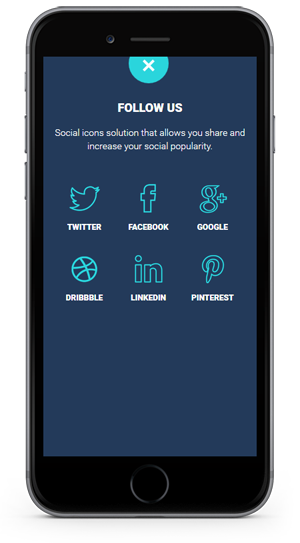 FOLLOW US
Social icons solution that allows you share and
increase your social popularity.
TWITTER FACEBOOK GOOGLE
DRIBBBLE LINKEDIN PINTEREST